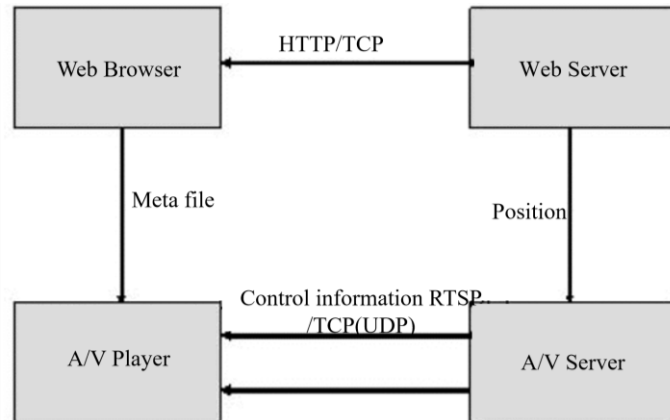 HTTP/TCP
Web Browser
Web Server
Meta file
Position
Control information RTSP
/TCP(UDP)
A/V Player
A/V Server